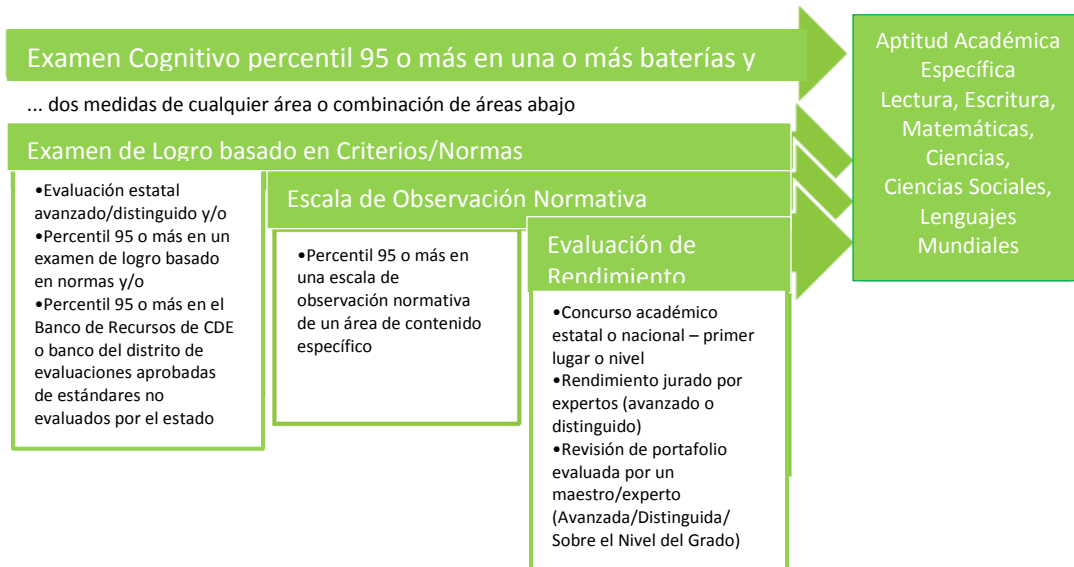 Examen Cognitivo percentil 95 o más en una o más baterías y
... dos medidas de cualquier área o combinación de áreas abajo
Examen de Logro basado en Criterios/Normas
•Evaluación estatal
avanzado/distinguido y/o
•Percentil 95 o más en un
examen de logro basado
en normas y/o
•Percentil 95 o más en el
Banco de Recursos de CDE
o banco del distrito de
evaluaciones aprobadas
de estándares no
evaluados por el estado
Escala de Observación Normativa
•Percentil 95 o más en
una escala de
observación normativa
de un área de contenido
específico
Evaluación de
Rendimiento
•Concurso académico
estatal o nacional – primer
lugar o nivel
•Rendimiento jurado por
expertos (avanzado o
distinguido)
•Revisión de portafolio
evaluada por un
maestro/experto
(Avanzada/Distinguida/
Sobre el Nivel del Grado)
Aptitud Académica
Específica
Lectura, Escritura,
Matemáticas,
Ciencias,
Ciencias Sociales,
Lenguajes
Mundiales